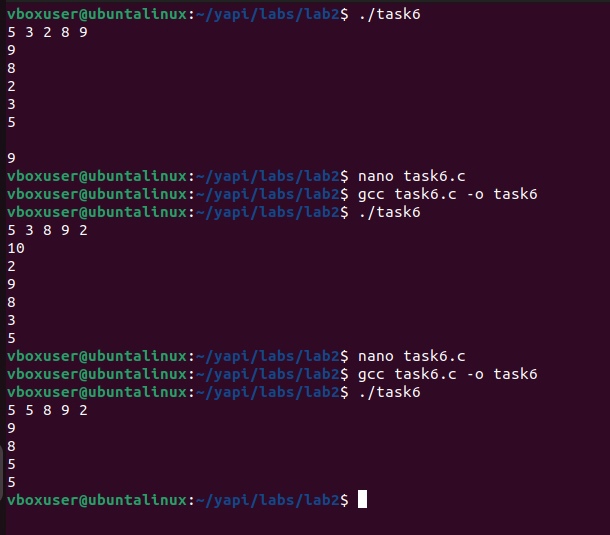 vboxuser@ubuntalinux:~/yapi/labs/lab2$ ./task6
5 3 2 8 9
9
8
2
3
5
9
vboxuser@ubuntalinux:~/yapi/labs/lab2$ nano task6.c
vboxuser@ubuntalinux:~/yapi/labs/lab2$ gcc task6.c -o task6
vboxuser@ubuntalinux:~/yapi/labs/lab2$ ./task6
5 3 8 9 2
10
2
9
8
3
5
vboxuser@ubuntalinux:~/yapi/labs/lab2$ nano task6.c
vboxuser@ubuntalinux:~/yapi/labs/lab2$ gcc task6.c -o task6
vboxuser@ubuntalinux:~/yapi/labs/lab2$ ./task6
5 5 8 9 2
9
8
5
5
vboxuser@ubuntalinux:~/yapi/labs/lab2$